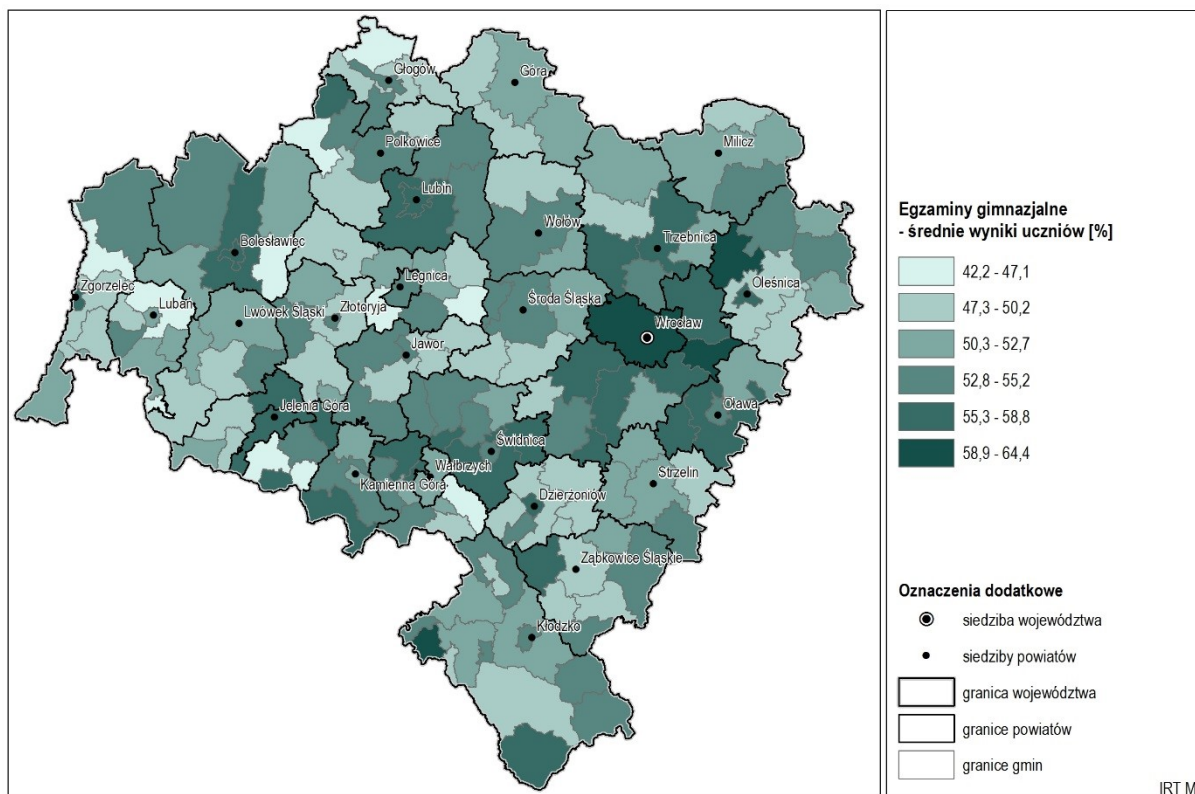 Głogów
Góra
Polkowice
Milicz
Lubin
Wołów
Trzebnica
Bolesławiec
Oleśnica
Zgorzelec
Legnica
Lubań
Lwówek Śląski
Złotoryja
Środa Śląska
Wrocław
Jawor
Jelenia Góra
Oława
Świdnica
Wałbrzych
Strzelin
Kamienna Góra
Dzierżoniów
Ząbkowice Śląskie
Kłodzko
Egzaminy gimnazjalne
- średnie wyniki uczniów [%]
42,2 - 47,1
47,3 - 50,2
50,3 - 52,7
52,8 - 55,2
55,3 - 58,8
58,9 - 64,4
Oznaczenia dodatkowe
siedziba województwa
siedziby powiatów
granica województwa
granice powiatów
granice gmin
IRT M